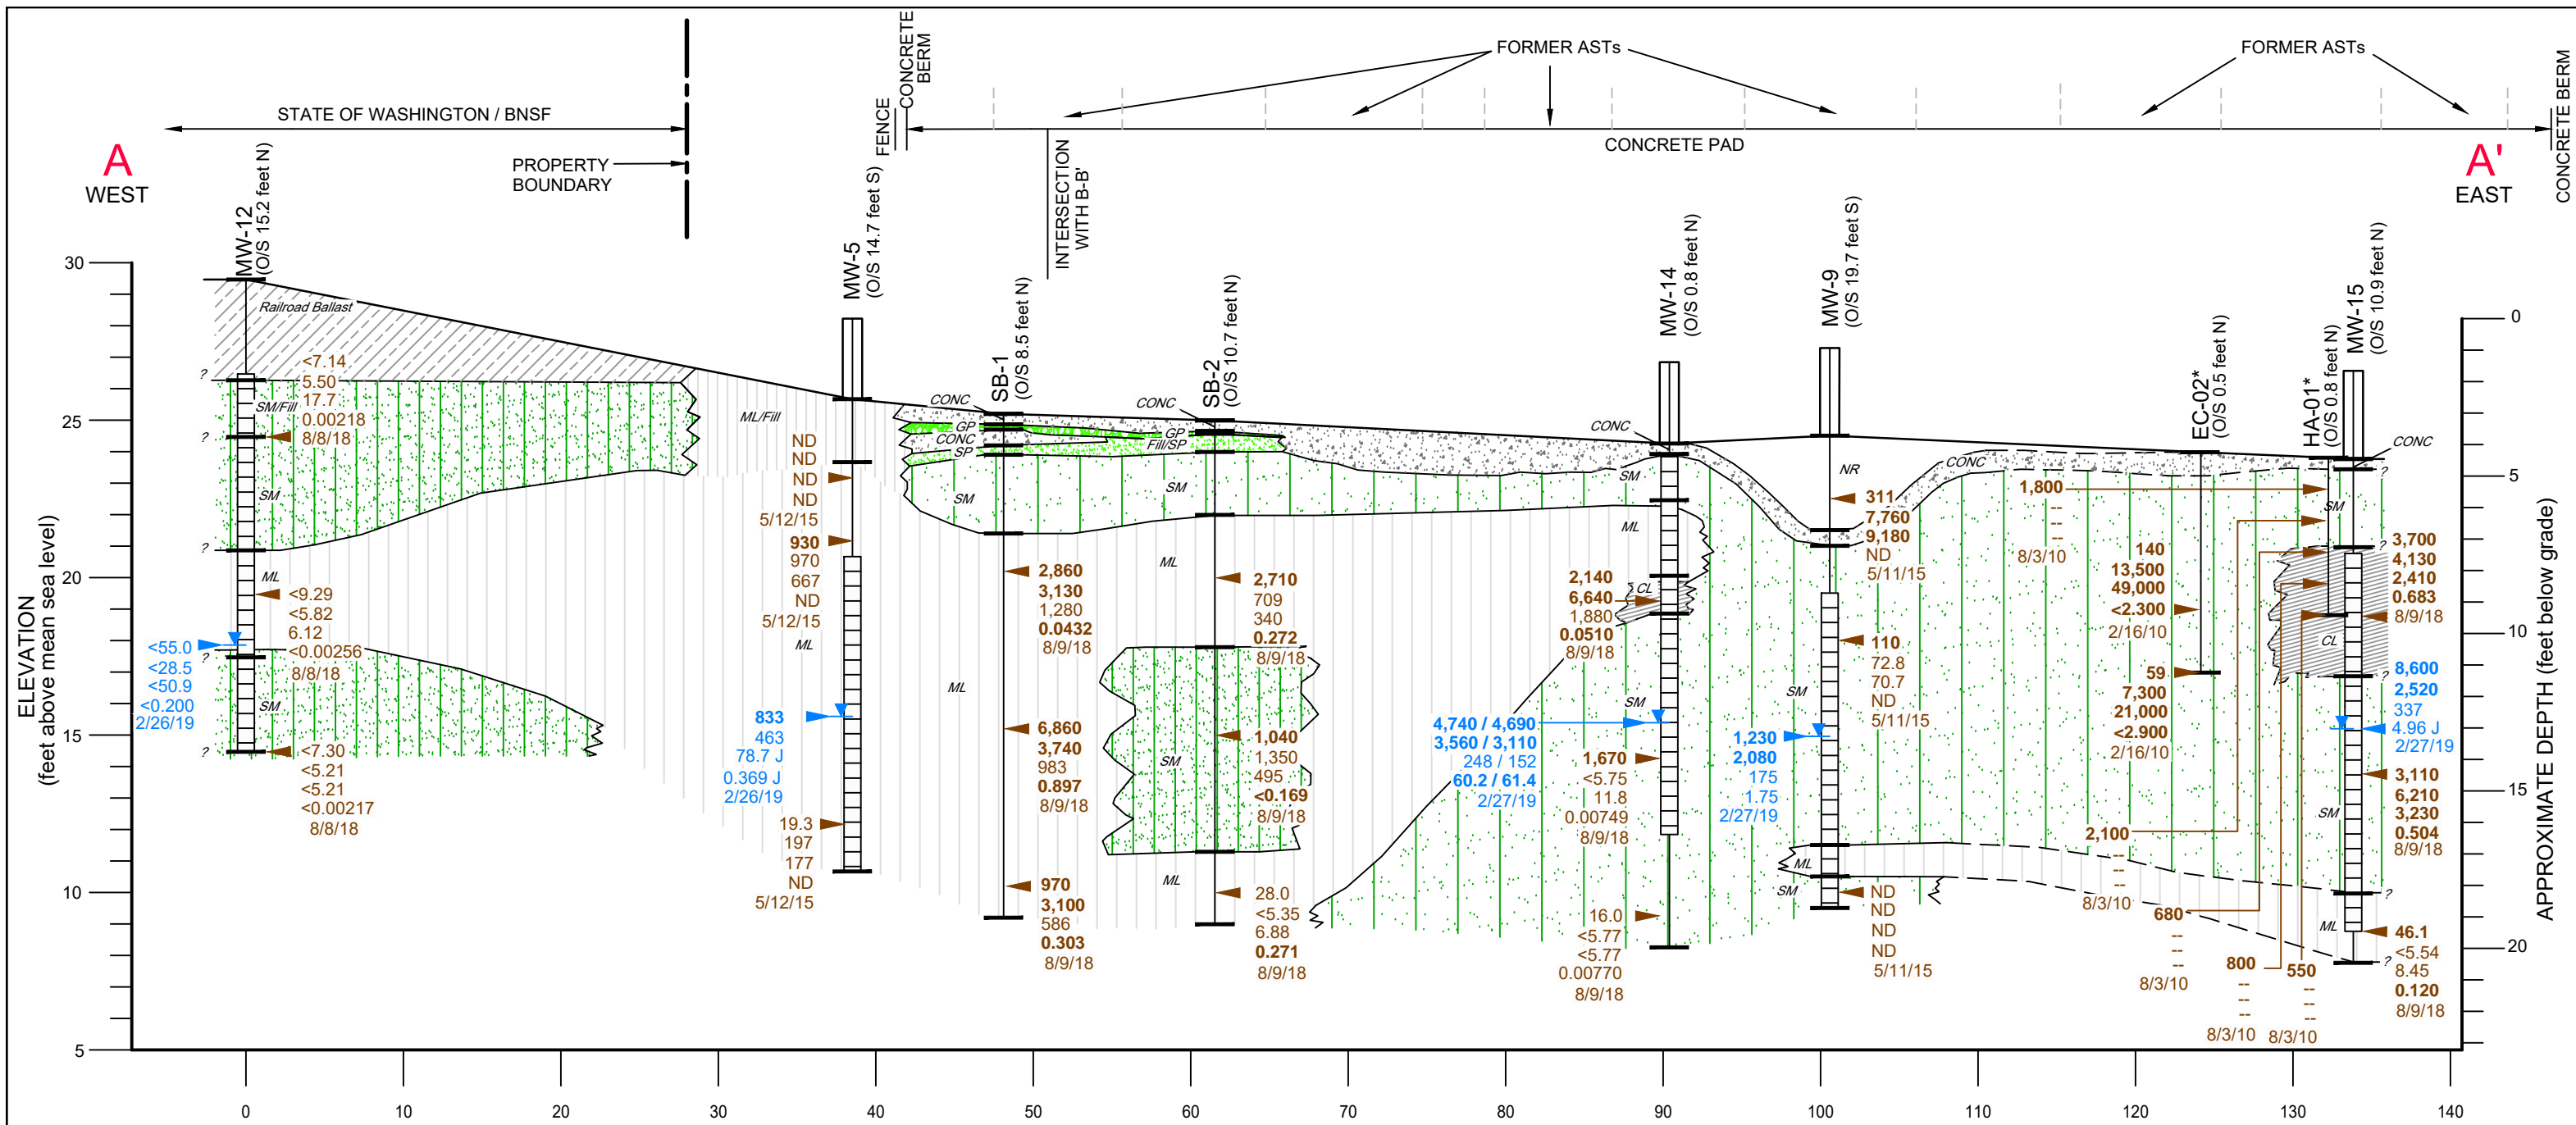 FORMER ASTs
FORMER ASTs
STATE OF WASHINGTON / BNSF
PROPERTY
BOUNDARY
FENCE
CONCRETE
BERM
CONCRETE PAD
CONCRETE BERM
INTERSECTION
WITH B-B'
A
WEST
A'
EAST
MW-12
(O/S 15.2 feet N)
MW-5
(O/S 14.7 feet S)
SB-1
(O/S 8.5 feet N)
SB-2
(O/S 10.7 feet N)
MW-14
(O/S 0.8 feet N)
MW-9
(O/S 19.7 feet S)
EC-02*
(O/S 0.5 feet N)
HA-01*
(O/S 0.8 feet N)
MW-15
(O/S 10.9 feet N)
ELEVATION
(feet above mean sea level)
30
25
20
15
10
5
Railroad Ballast
?
SM/Fill
?
SM
?
ML
?
SM
?
<7.14
5.50
17.7
0.00218
8/8/18
<9.29
<5.82
6.12
<0.00256
8/8/18
<55.0
<28.5
<50.9
<0.200
2/26/19
<7.30
<5.21
<5.21
<0.00217
8/8/18
ML/Fill
ND
ND
ND
ND
5/12/15
930
970
667
ND
5/12/15
ML
833
463
78.7 J
0.369 J
2/26/19
19.3
197
177
ND
5/12/15
CONC
GP
CONC
SP
SM
ML
2,860
3,130
1,280
0.0432
8/9/18
6,860
3,740
983
0.897
8/9/18
970
3,100
586
0.303
8/9/18
CONC
GP
Fill/SP
SM
ML
SM
ML
2,710
709
340
0.272
8/9/18
1,040
1,350
495
<0.169
8/9/18
28.0
<5.35
6.88
0.271
8/9/18
CONC
SM
ML
CL
SM
2,140
6,640
1,880
0.0510
8/9/18
4,740 / 4,690
3,560 / 3,110
248 / 152
60.2 / 61.4
2/27/19
1,670
<5.75
11.8
0.00749
8/9/18
16.0
<5.77
<5.77
0.00770
8/9/18
NR
311
7,760
9,180
ND
5/11/15
110
72.8
70.7
ND
5/11/15
SM
1,230
2,080
175
1.75
2/27/19
ML
SM
ND
ND
ND
ND
5/11/15
CONC
140
13,500
49,000
<2.300
2/16/10
59
7,300
21,000
<2.900
2/16/10
1,800
--
--
--
8/3/10
2,100
--
--
--
8/3/10
680
--
--
--
8/3/10
800
--
--
--
8/3/10
550
--
--
--
8/3/10
CONC
?
SM
?
CL
?
SM
?
ML
?
3,700
4,130
2,410
0.683
8/9/18
8,600
2,520
337
4.96 J
2/27/19
3,110
6,210
3,230
0.504
8/9/18
46.1
<5.54
8.45
0.120
8/9/18
0
5
10
15
20
APPROXIMATE DEPTH (feet below grade)
0
10
20
30
40
50
60
70
80
90
100
110
120
130
140